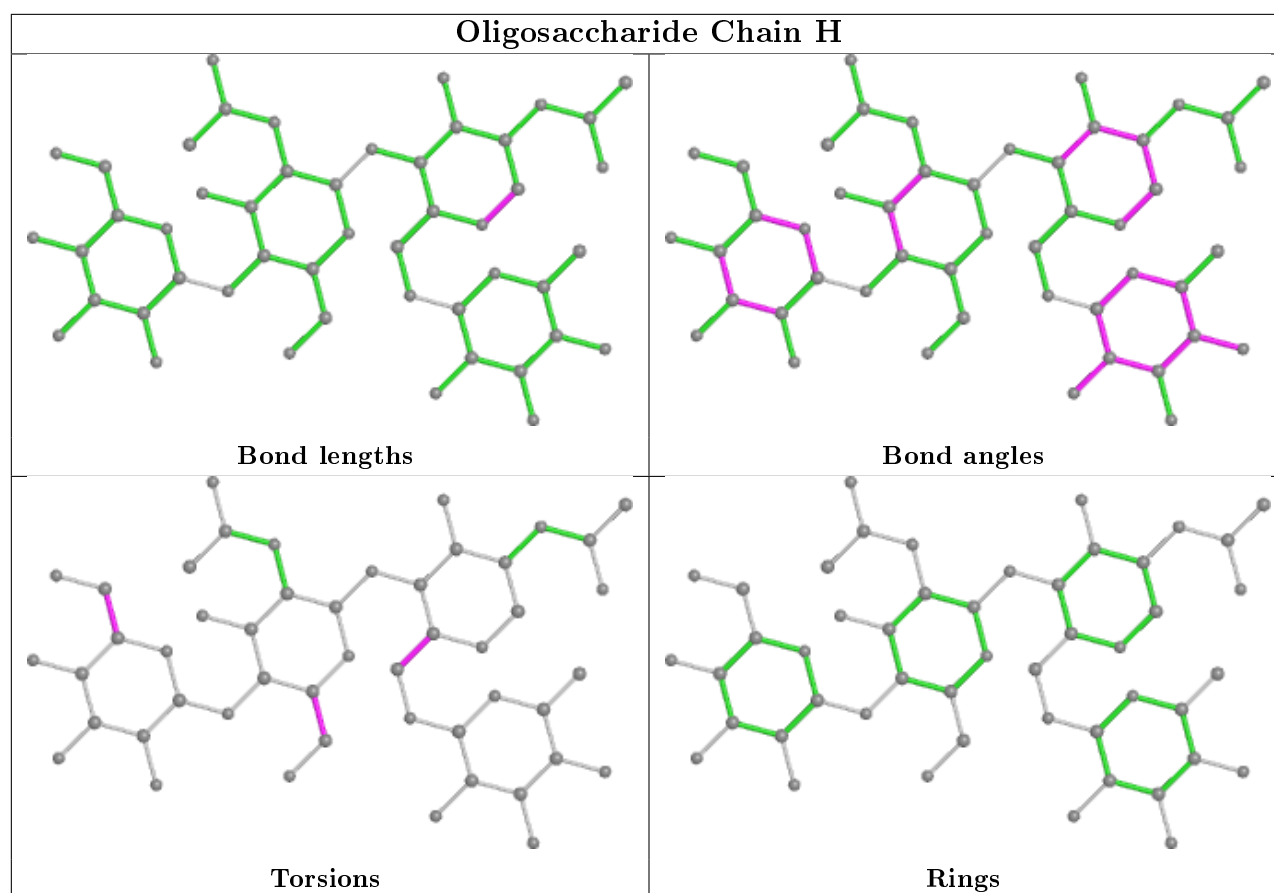 Oligosaccharide Chain H
Bond lengths
Bond angles
Torsions
Rings